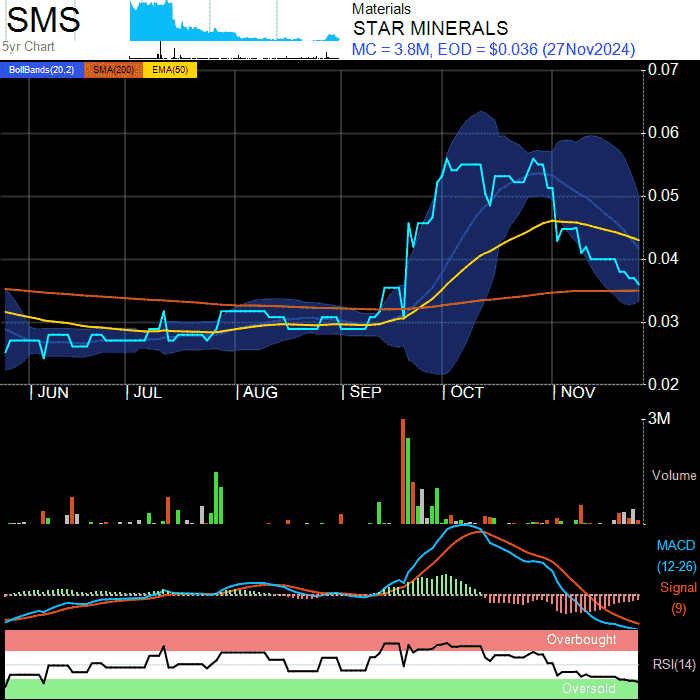 SMS
5yr Chart
Materials
STAR MINERALS
MC = 3.8M, EOD = $0.036 (27Nov2024)
BollBands(20,2) SMA(200) EMA(50)
0.07
0.06
0.05
0.04
0.03
0.02
JUN JUL AUG SEP OCT NOV
3M
Volume
MACD
(12-26)
Signal
(9)
Overbought
RSI(14)
Oversold